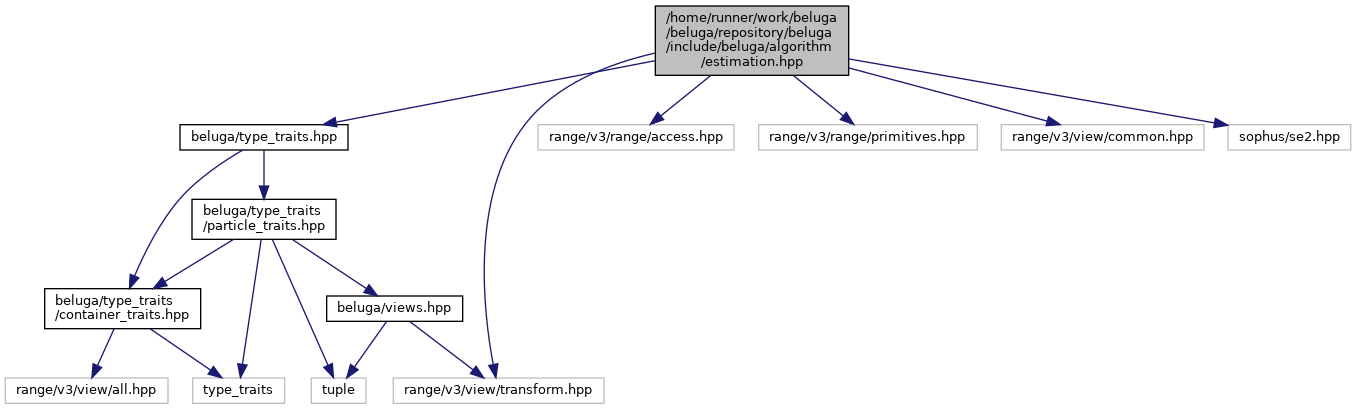 /home/runner/work/beluga
/beluga/repository/beluga
/include/beluga/algorithm
/estimation.hpp
beluga/type_traits.hpp
range/v3/range/access.hpp
range/v3/range/primitives.hpp
range/v3/view/common.hpp
sophus/se2.hpp
beluga/type_traits
/particle_traits.hpp
beluga/type_traits
/container_traits.hpp
beluga/views.hpp
range/v3/view/all.hpp
type_traits
tuple
range/v3/view/transform.hpp